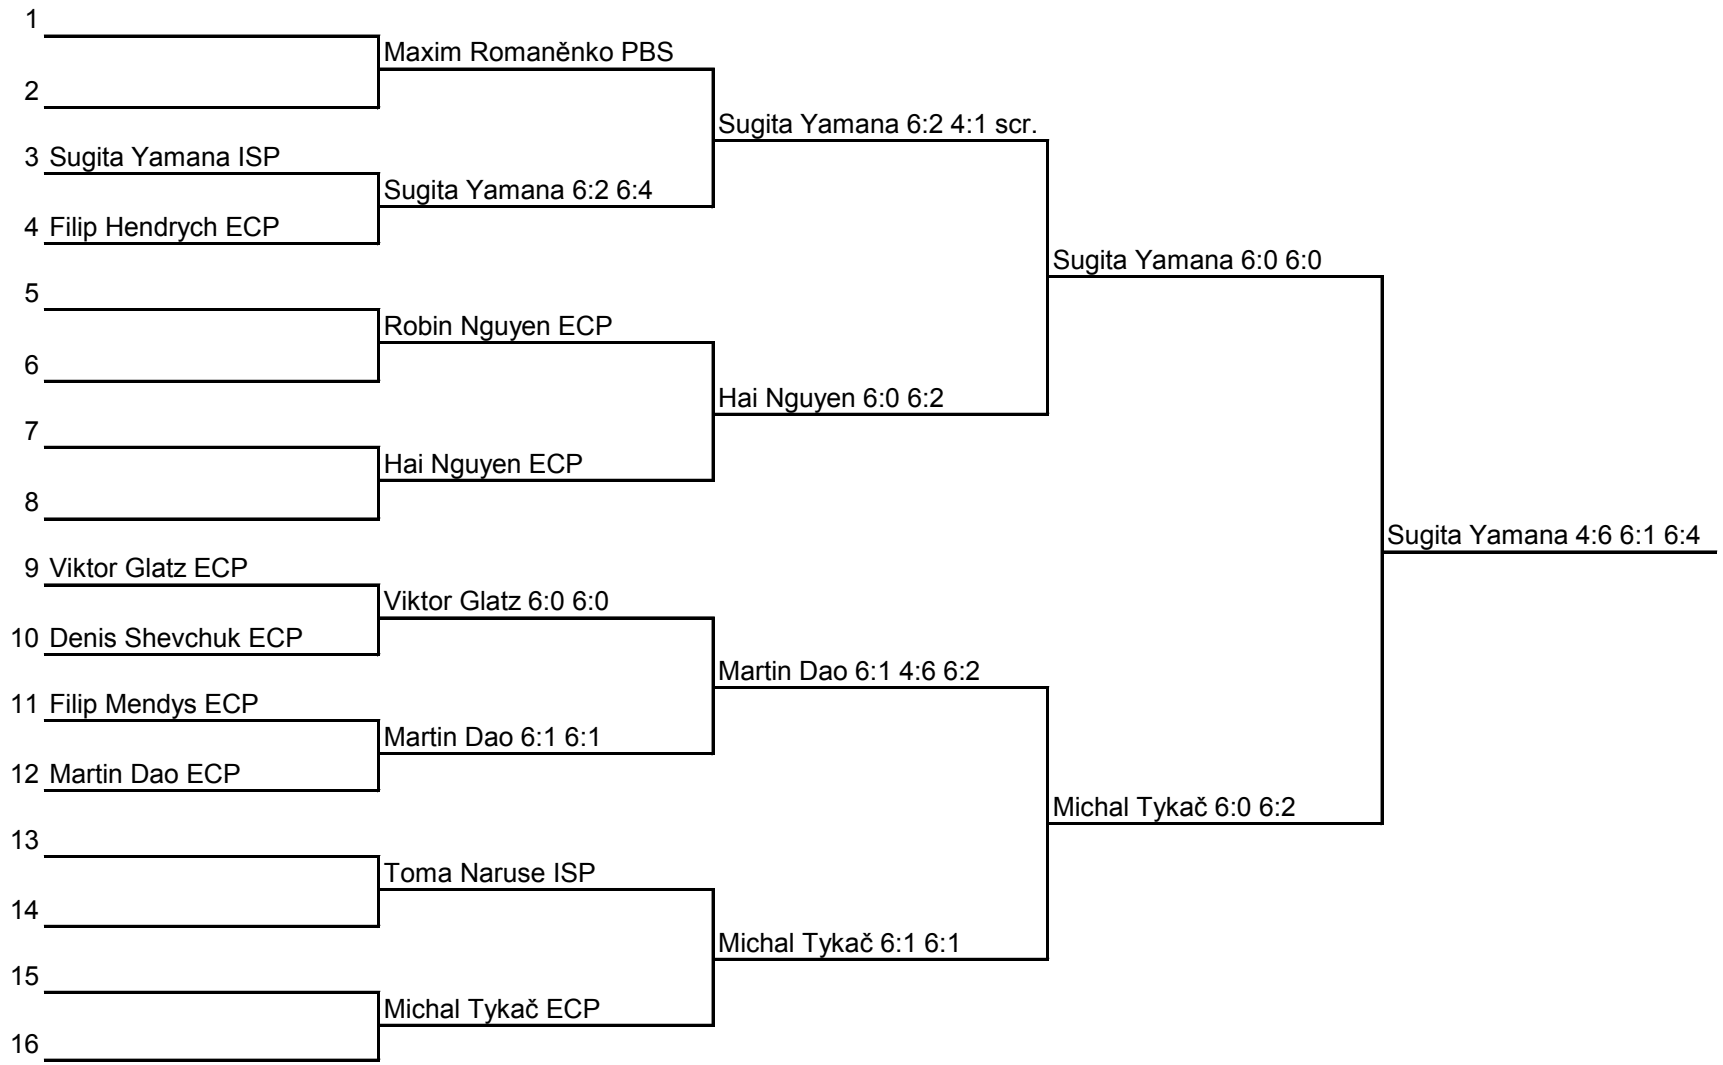 1
Maxim Romaněnko PBS
2
Sugita Yamana 6:2 4:1 scr.
3 Sugita Yamana ISP
Sugita Yamana 6:2 6:4
4 Filip Hendrych ECP
Sugita Yamana 6:0 6:0
5
Robin Nguyen ECP
6
Hai Nguyen 6:0 6:2
7
Hai Nguyen ECP
8
Sugita Yamana 4:6 6:1 6:4
9 Viktor Glatz ECP
Viktor Glatz 6:0 6:0
10 Denis Shevchuk ECP
Martin Dao 6:1 4:6 6:2
11 Filip Mendys ECP
Martin Dao 6:1 6:1
12 Martin Dao ECP
Michal Tykač 6:0 6:2
13
Toma Naruse ISP
14
Michal Tykač 6:1 6:1
15
Michal Tykač ECP
16